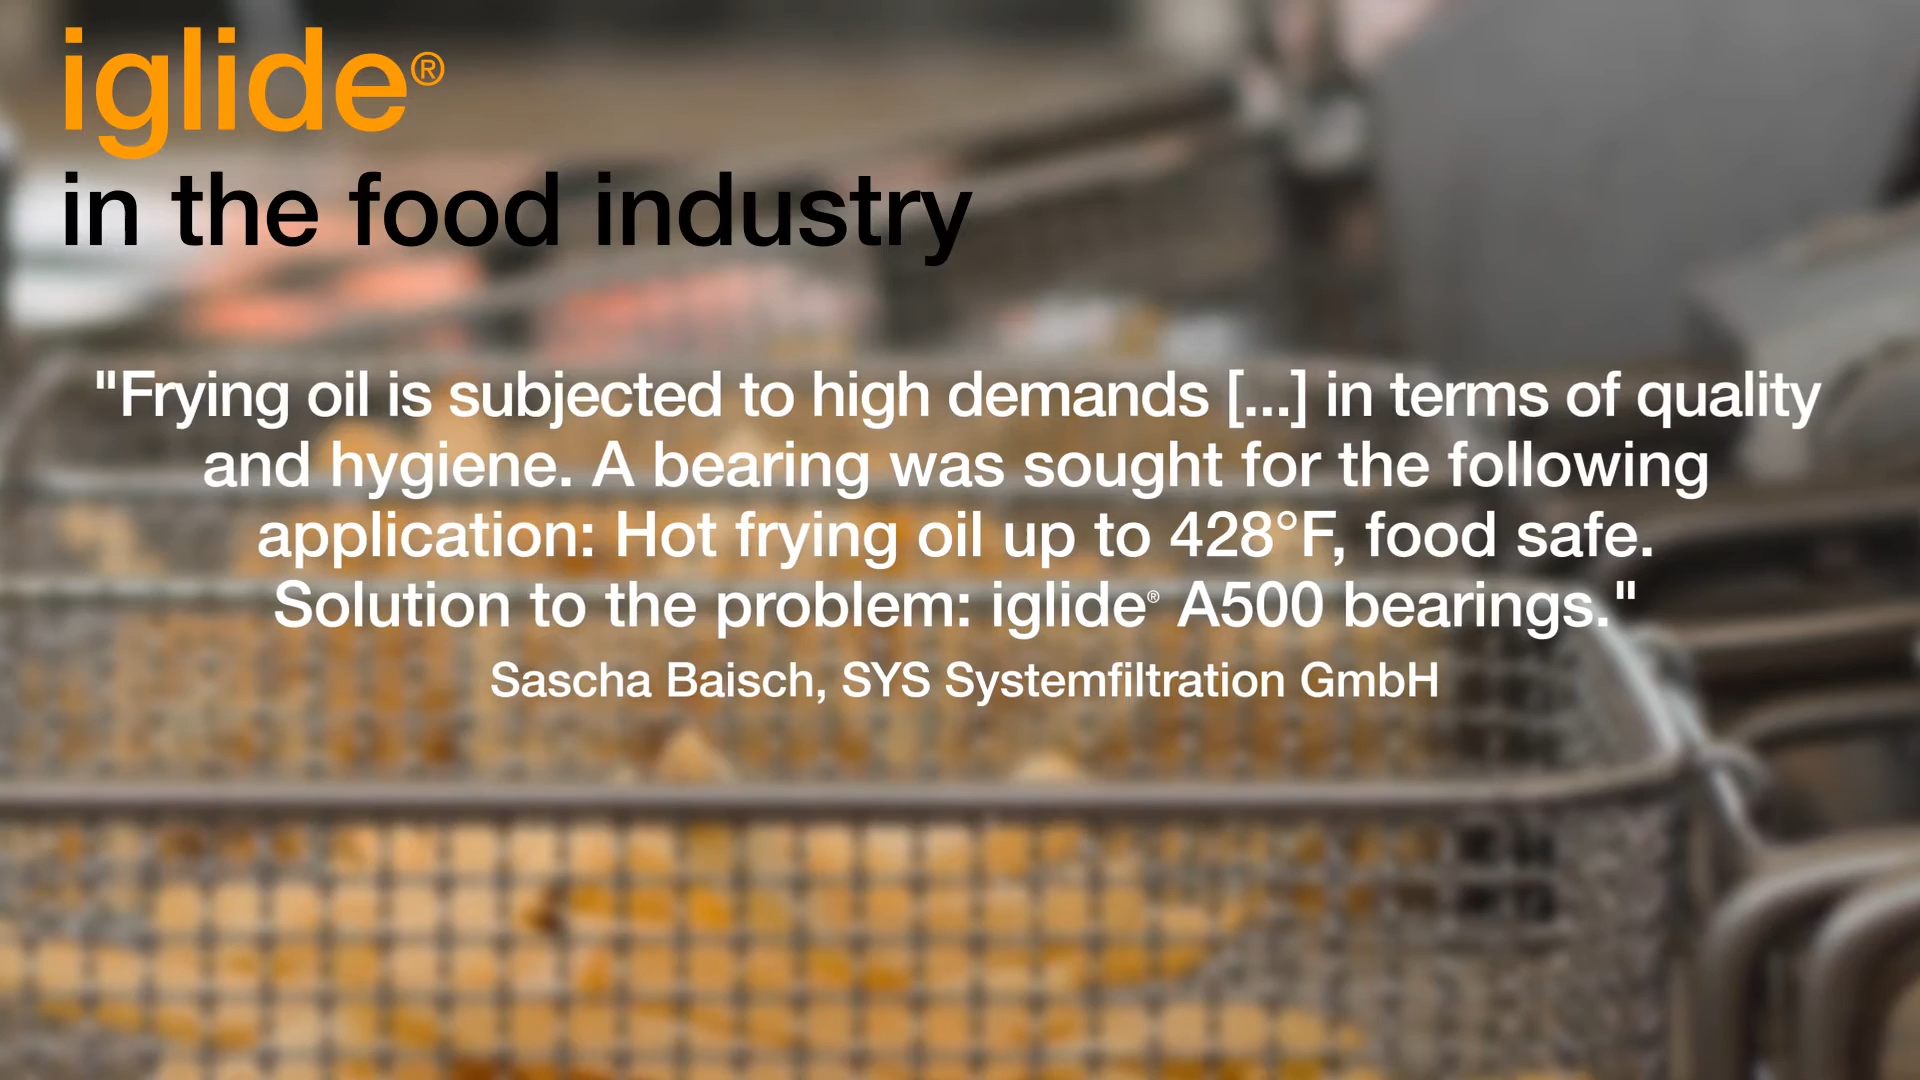 iglide®
in the food industry
"Frying oil is subjected to high demands [...] in terms of quality
and hygiene. A bearing was sought for the following
application: Hot frying oil up to 428°F, food safe.
Solution to the problem: iglide® A500 bearings."
Sascha Baisch, SYS Systemfiltration GmbH